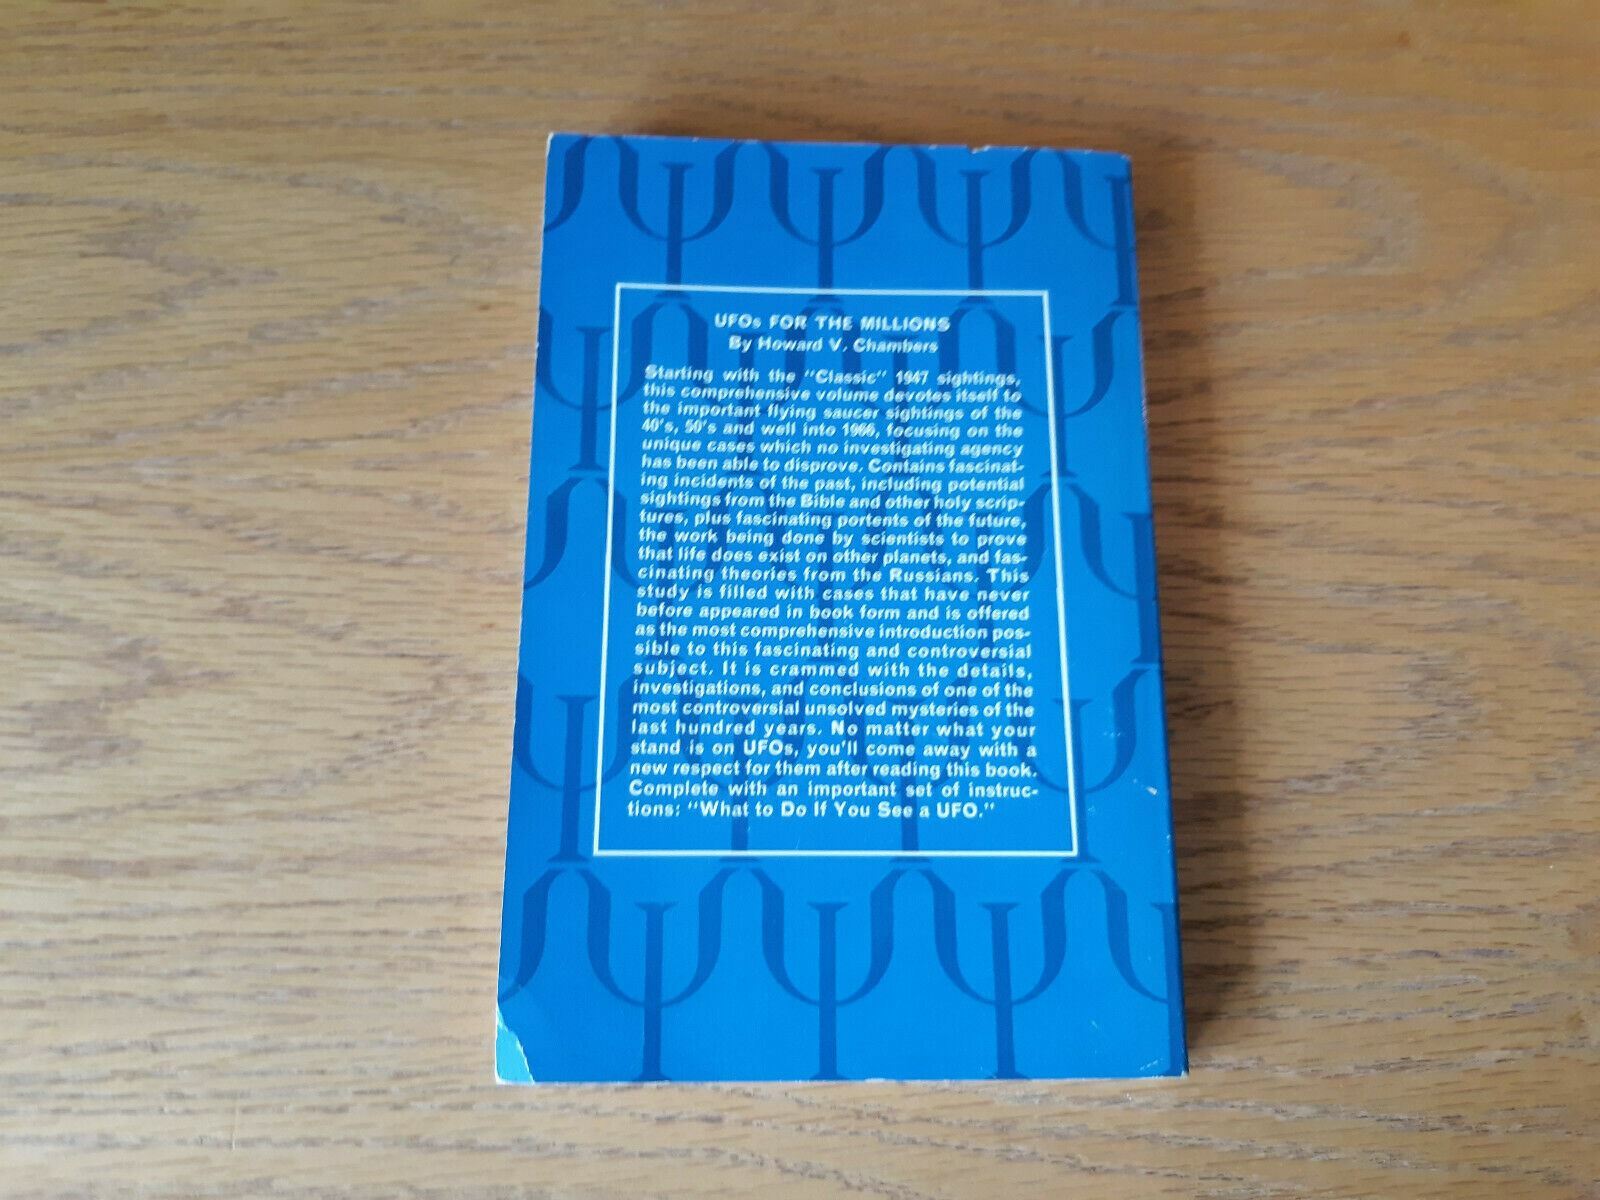 UFOs FOR THE MILLIONS
By Howard V. Chambers
Starting with the "Classic" 1947 sightings,
this comprehensive volume devotes itself to
the important flying saucer sightings of the
40's, 50's and well into 1966, focusing on the
unique cases which no investigating agency
has been able to disprove. Contains fascinat-
ing incidents of the past, including potential
sightings from the Bible and other holy scrip-
tures, plus fascinating portents of the future,
the work being done by scientists to prove
that life does exist on other planets, and fas-
cinating theories from the Russians. This
study is filled with cases that have never
before appeared in book form and is offered
as the most comprehensive introduction pos-
sible to this fascinating and controversial
subject. It is crammed with the details,
investigations, and conclusions of one of the
most controversial unsolved mysteries of the
last hundred years. No matter what your
stand is on UFOs, you'll come away with a
new respect for them after reading this book.
Complete with an important set of instruc-
tions: "What to Do If You See a UFO."